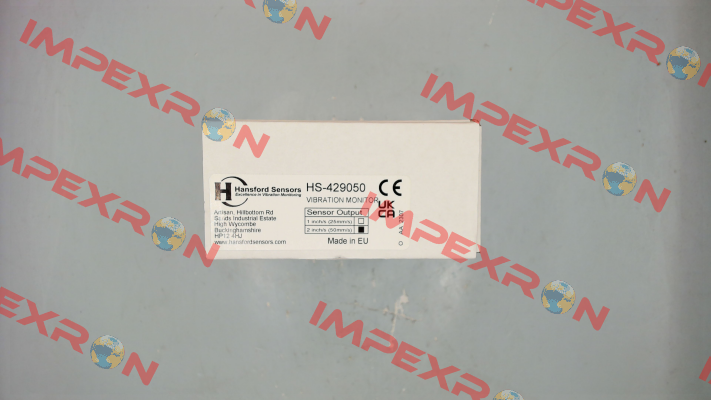 Hansford Sensors
Excellence in Vibration Monitoring
Artisan, Hillbottom Rd
Sands Industrial Estate
High Wycombe
Buckinghamshire
HP12 4HJ
www.hansfordsensors.com
HS-429050
VIBRATION MONITOR
Sensor Output
1 inch/s (25mm/s)
2 inch/s (50mm/s)
Made in EU
CE
UK
CA
IMPEXRON
IMPEXRON
IMPEXRON
IMPEXRON
IMPEXRON
IMPEXRON